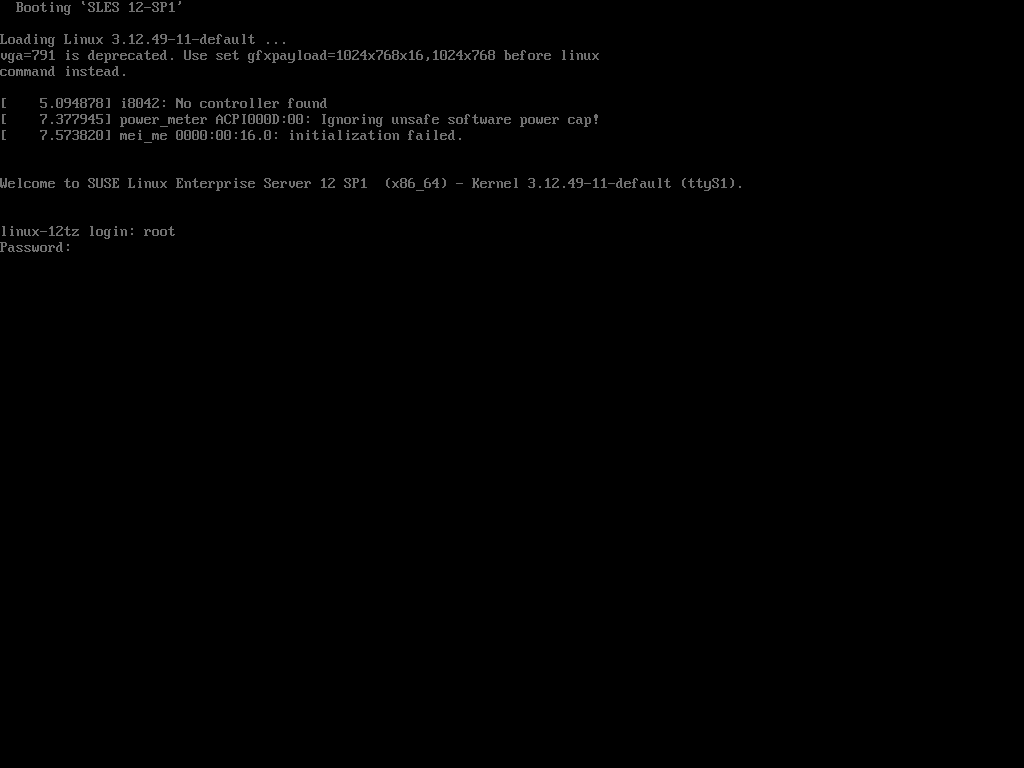 Booting `SLES 12-SP1'
Loading Linux 3.12.49-11-default ...
vga=791 is deprecated. Use set gfxpayload=1024x768x16,1024x768 before linux
command instead.
[    5.094878] i8042: No controller found
[    7.377945] power_meter ACPI000D:00: Ignoring unsafe software power cap!
[    7.573820] mei_me 0000:00:16.0: initialization failed.
Welcome to SUSE Linux Enterprise Server 12 SP1  (x86_64) - Kernel 3.12.49-11-default (ttyS1).
linux-12tz login: root
Password: